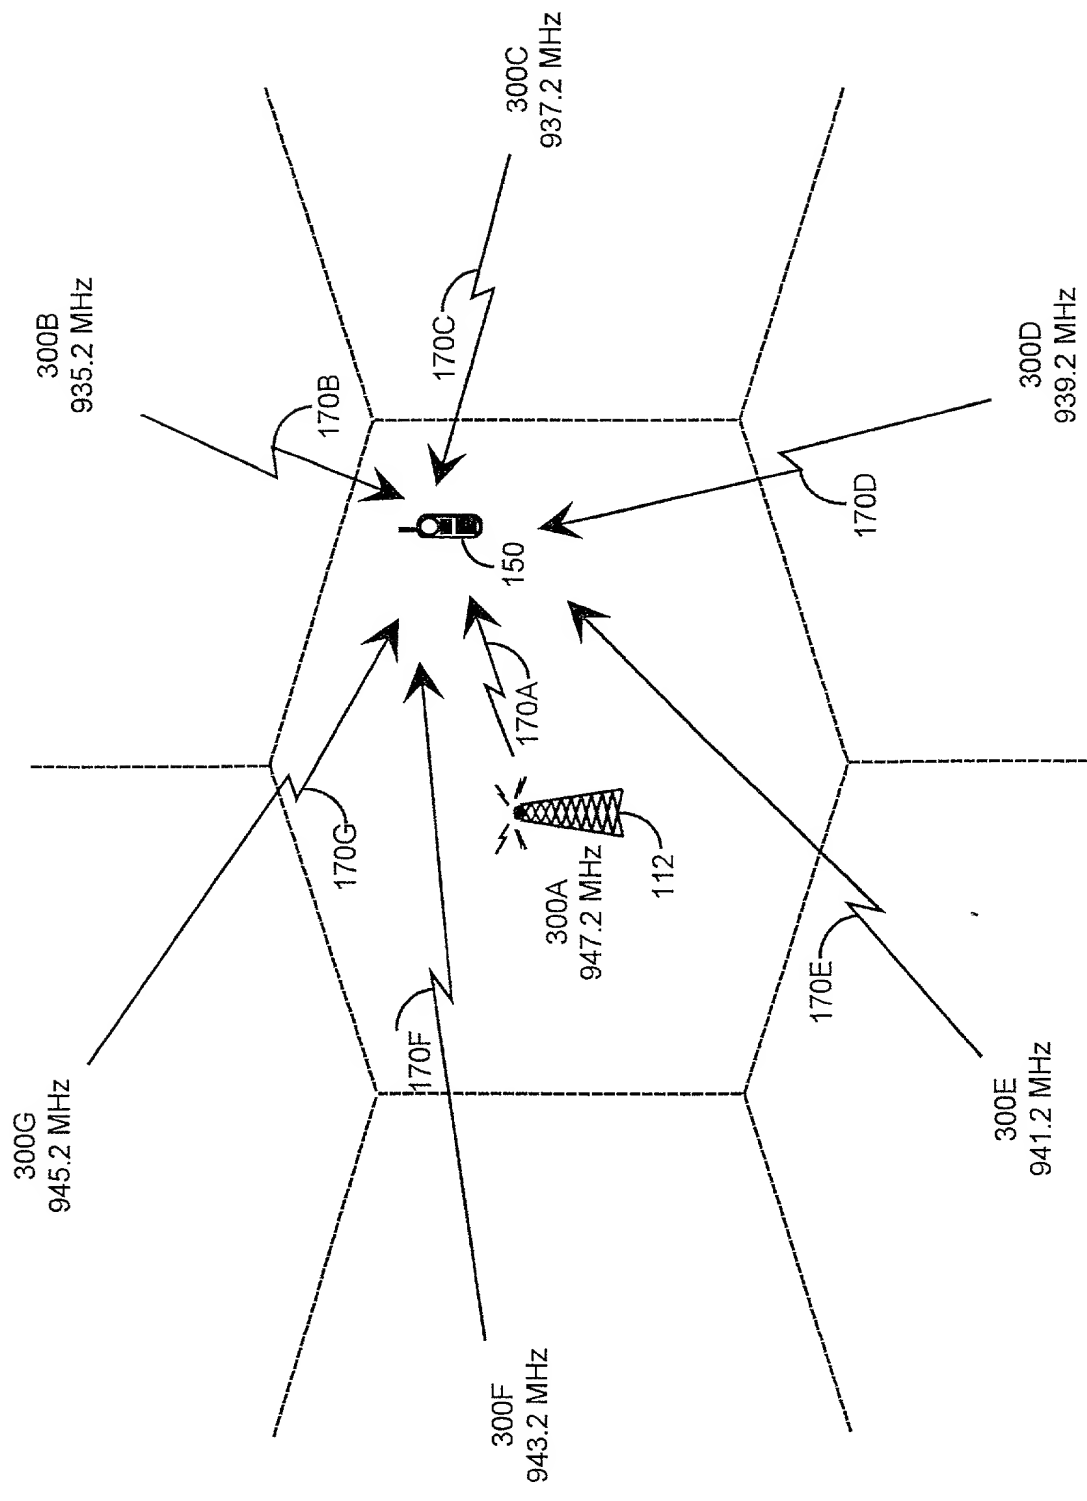 300B
935.2 MHz
300C
937.2 MHz
170B
170C
300G
945.2 MHz
170G
150
170F
170A
300A
947.2 MHz
112
170D
300D
939.2 MHz
170E
300F
943.2 MHz
300E
941.2 MHz